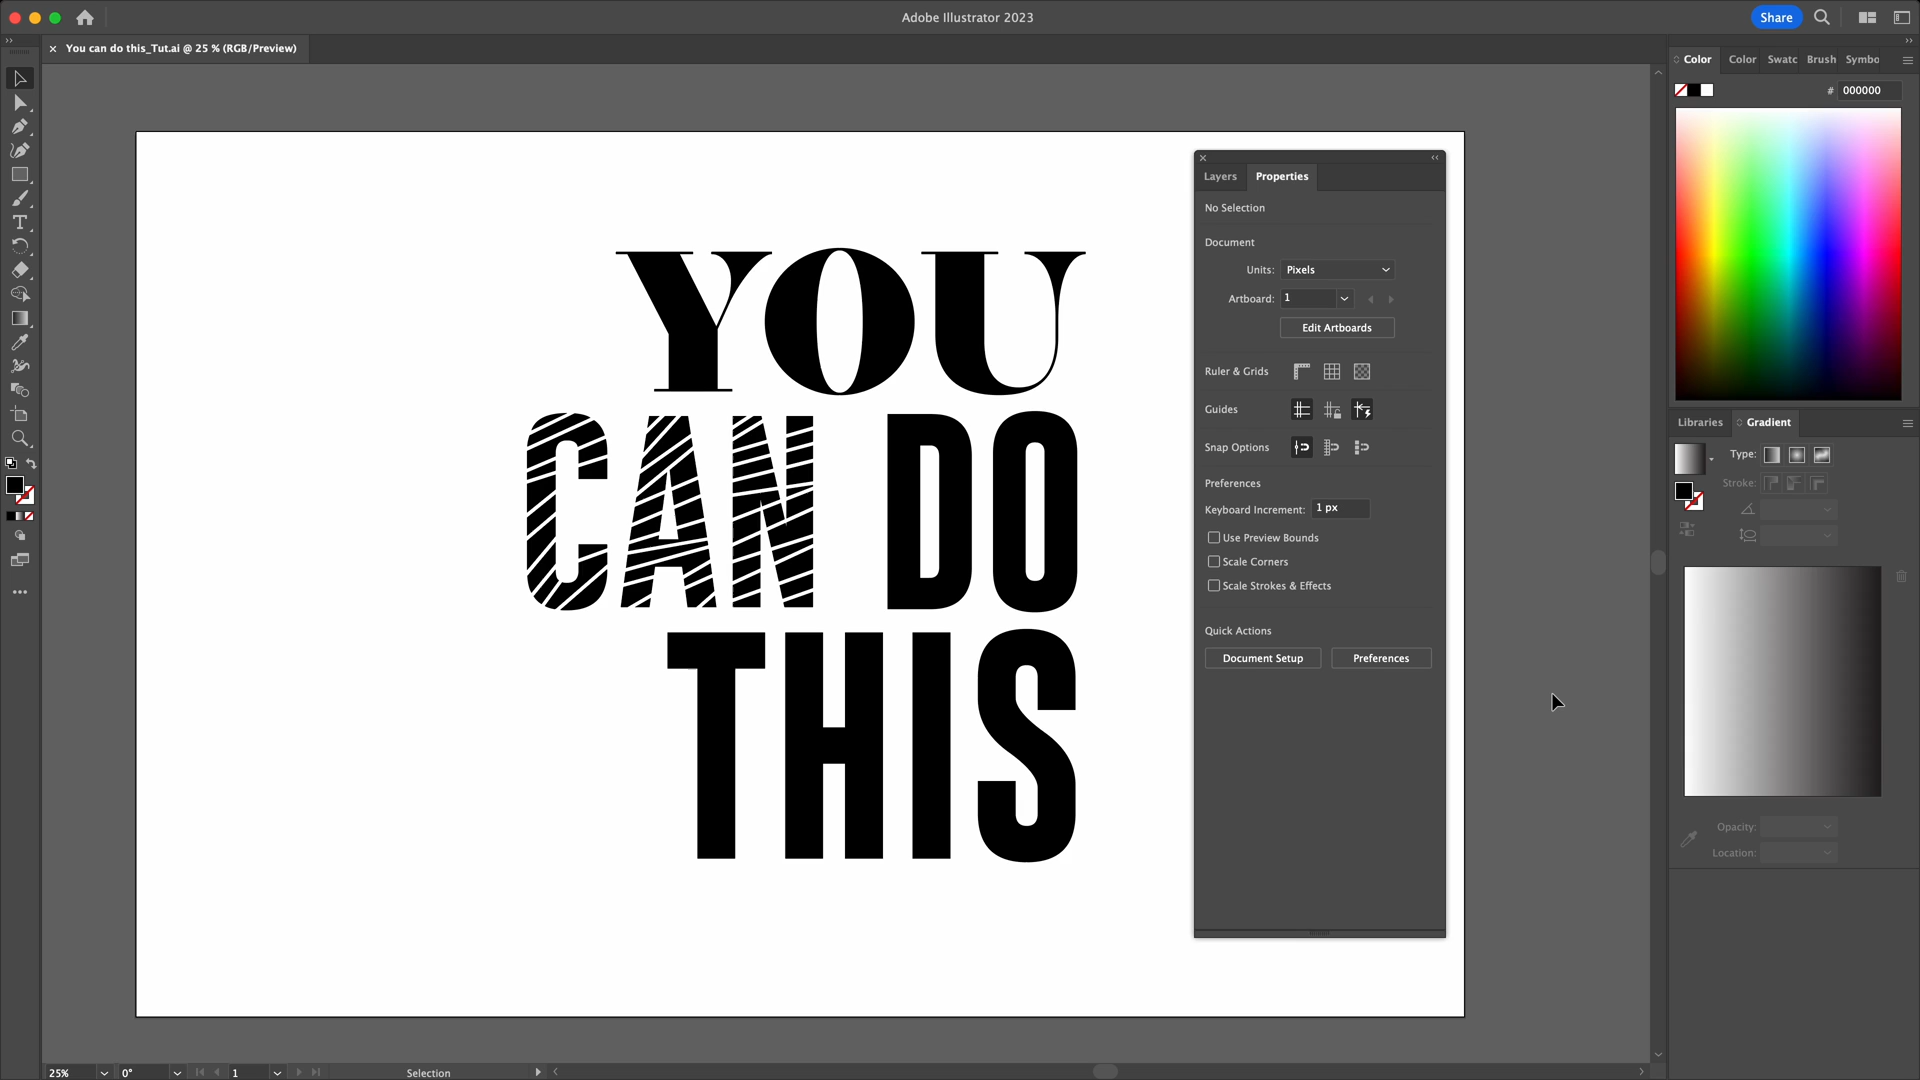 Adobe Illustrator 2023
Share
You can do this_Tut.ai @ 25 % (RGB/Preview)
Color
Color
Swatc
Brush
Symbo
# 000000
Layers
Properties
No Selection
Document
Units: Pixels
Artboard: 1
Edit Artboards
Ruler & Grids
Guides
Snap Options
Preferences
Keyboard Increment: 1 px
Use Preview Bounds
Scale Corners
Scale Strokes & Effects
Quick Actions
Document Setup
Preferences
YOU
CAN DO
THIS
Libraries
Gradient
Type:
Stroke:
Opacity:
Location:
25%
0°
1
Selection